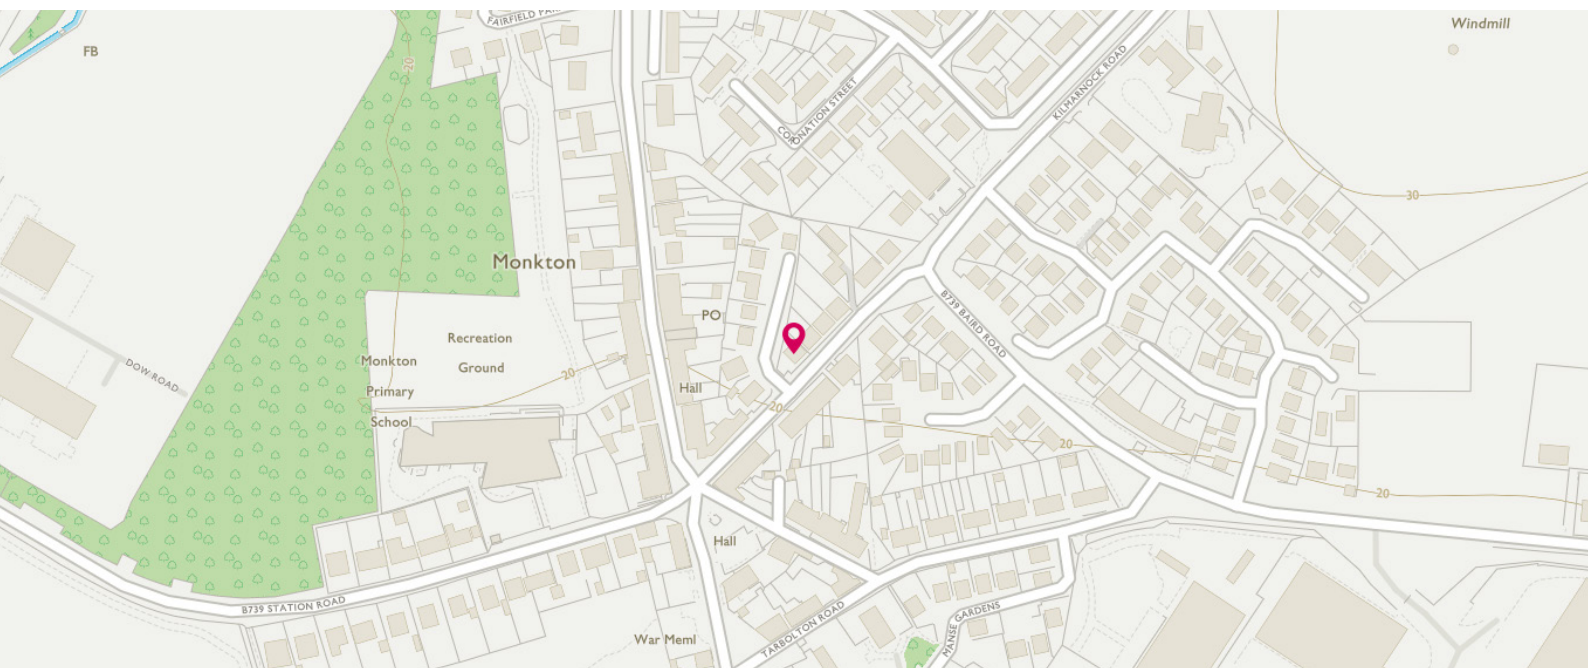 FAIRFIELD PAR
Windmill
FB
20
KILMARNOCK ROAD
CORONATION STREET
30
Monkton
B739 BAIRD ROAD
PO
Recreation
Ground
Monkton
Primary
School
DOW ROAD
20
Hall
20
20
20
Hall
B739 STATION ROAD
War Meml
TARBOLTON ROAD
MANSE GARDENS